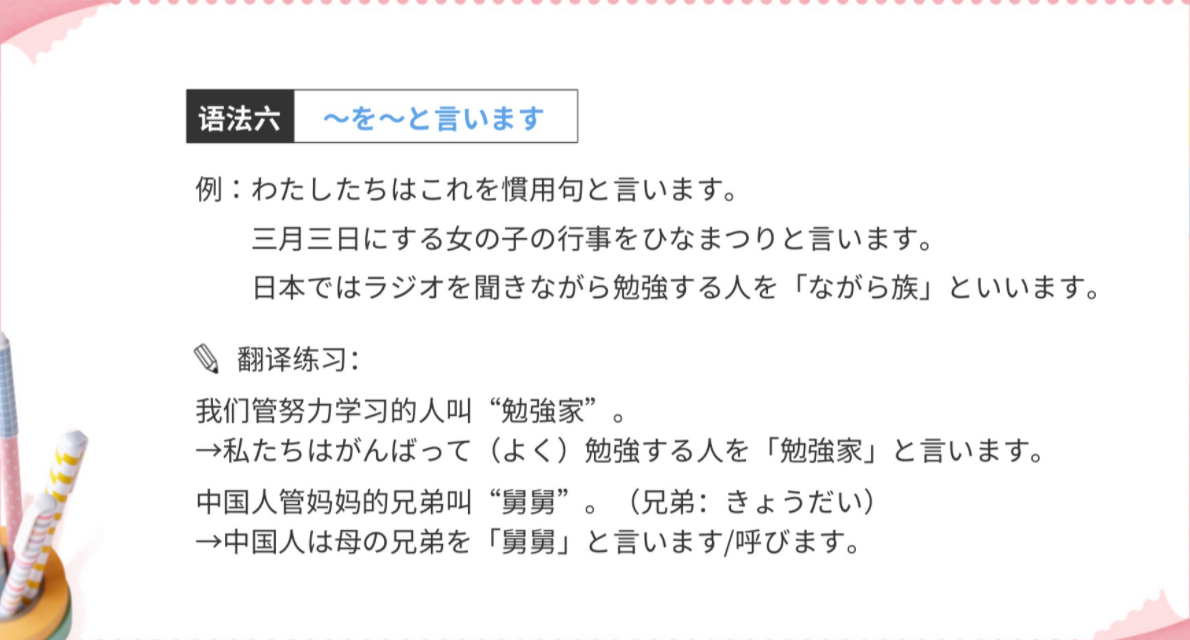 语法六 ～を～と言います
例：わたしたちはこれを慣用句と言います。
三月三日にする女の子の行事をひなまつりと言います。
日本ではラジオを聞きながら勉強する人を「ながら族」といいます。
翻译练习：
我们管努力学习的人叫“勉強家”。
→私たちはがんばって（よく）勉強する人を「勉強家」と言います。
中国人管妈妈的兄弟叫“舅舅”。（兄弟：きょうだい）
→中国人は母の兄弟を「舅舅」と言います/呼びます。